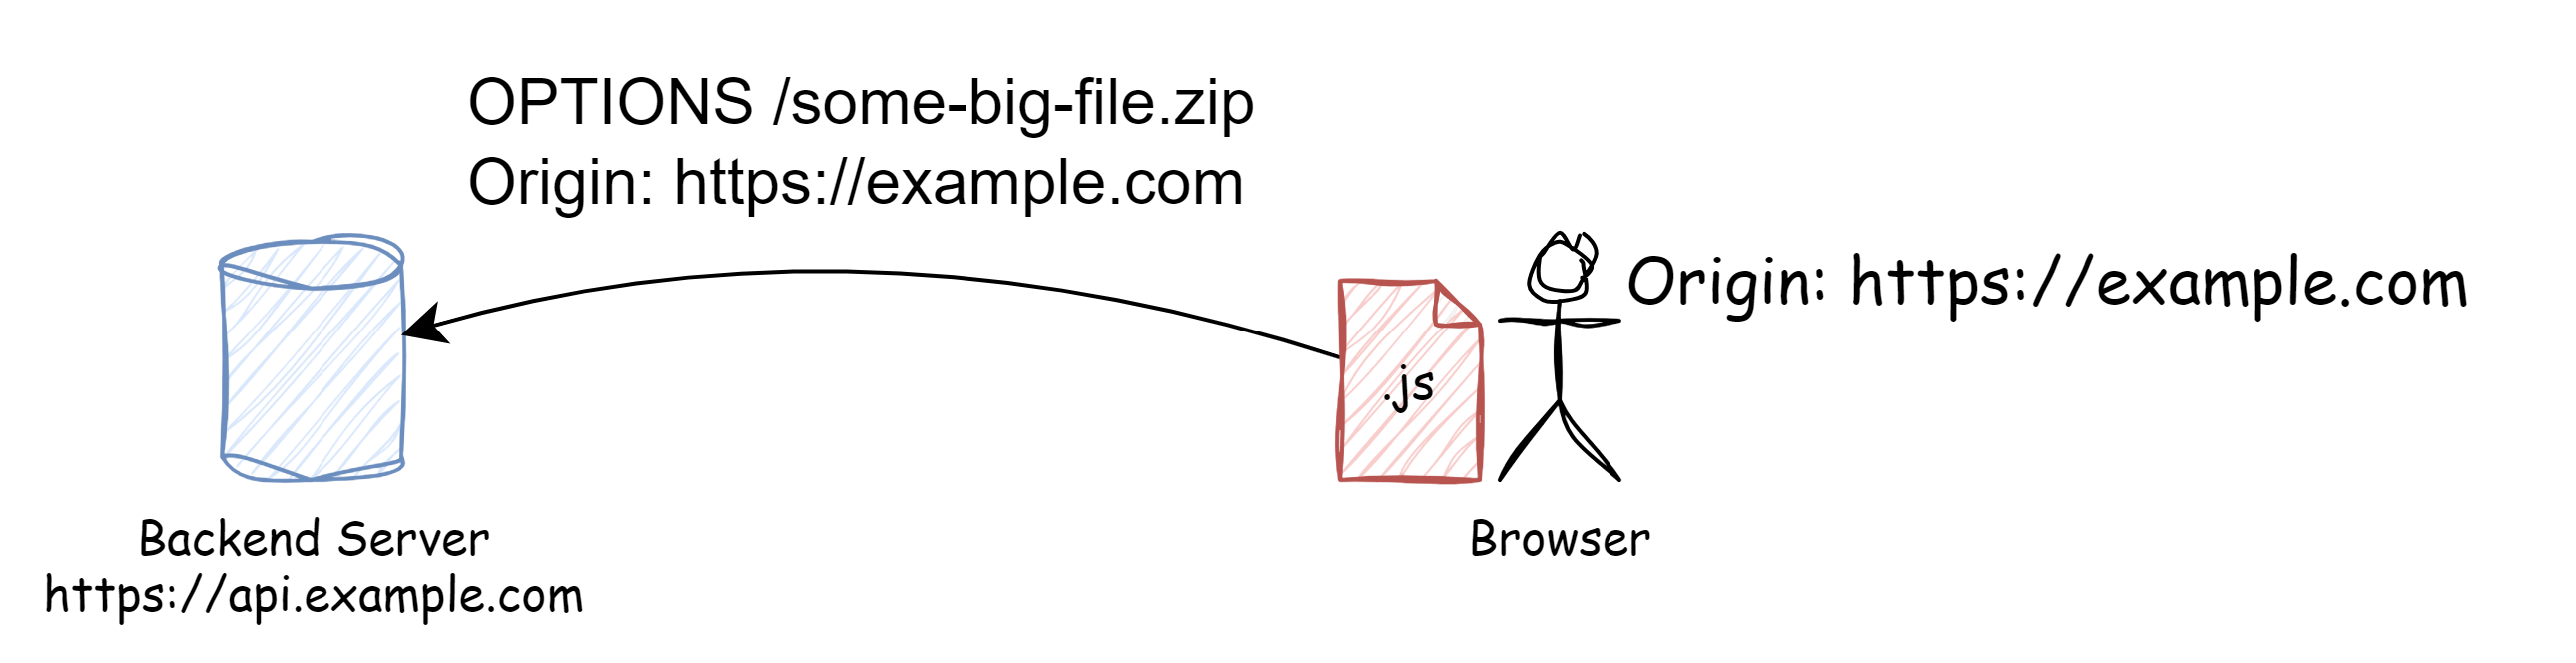 OPTIONS /some-big-file.zip
Origin: https://example.com
Origin: https://example.com
.js
Backend Server
https://api.example.com
Browser